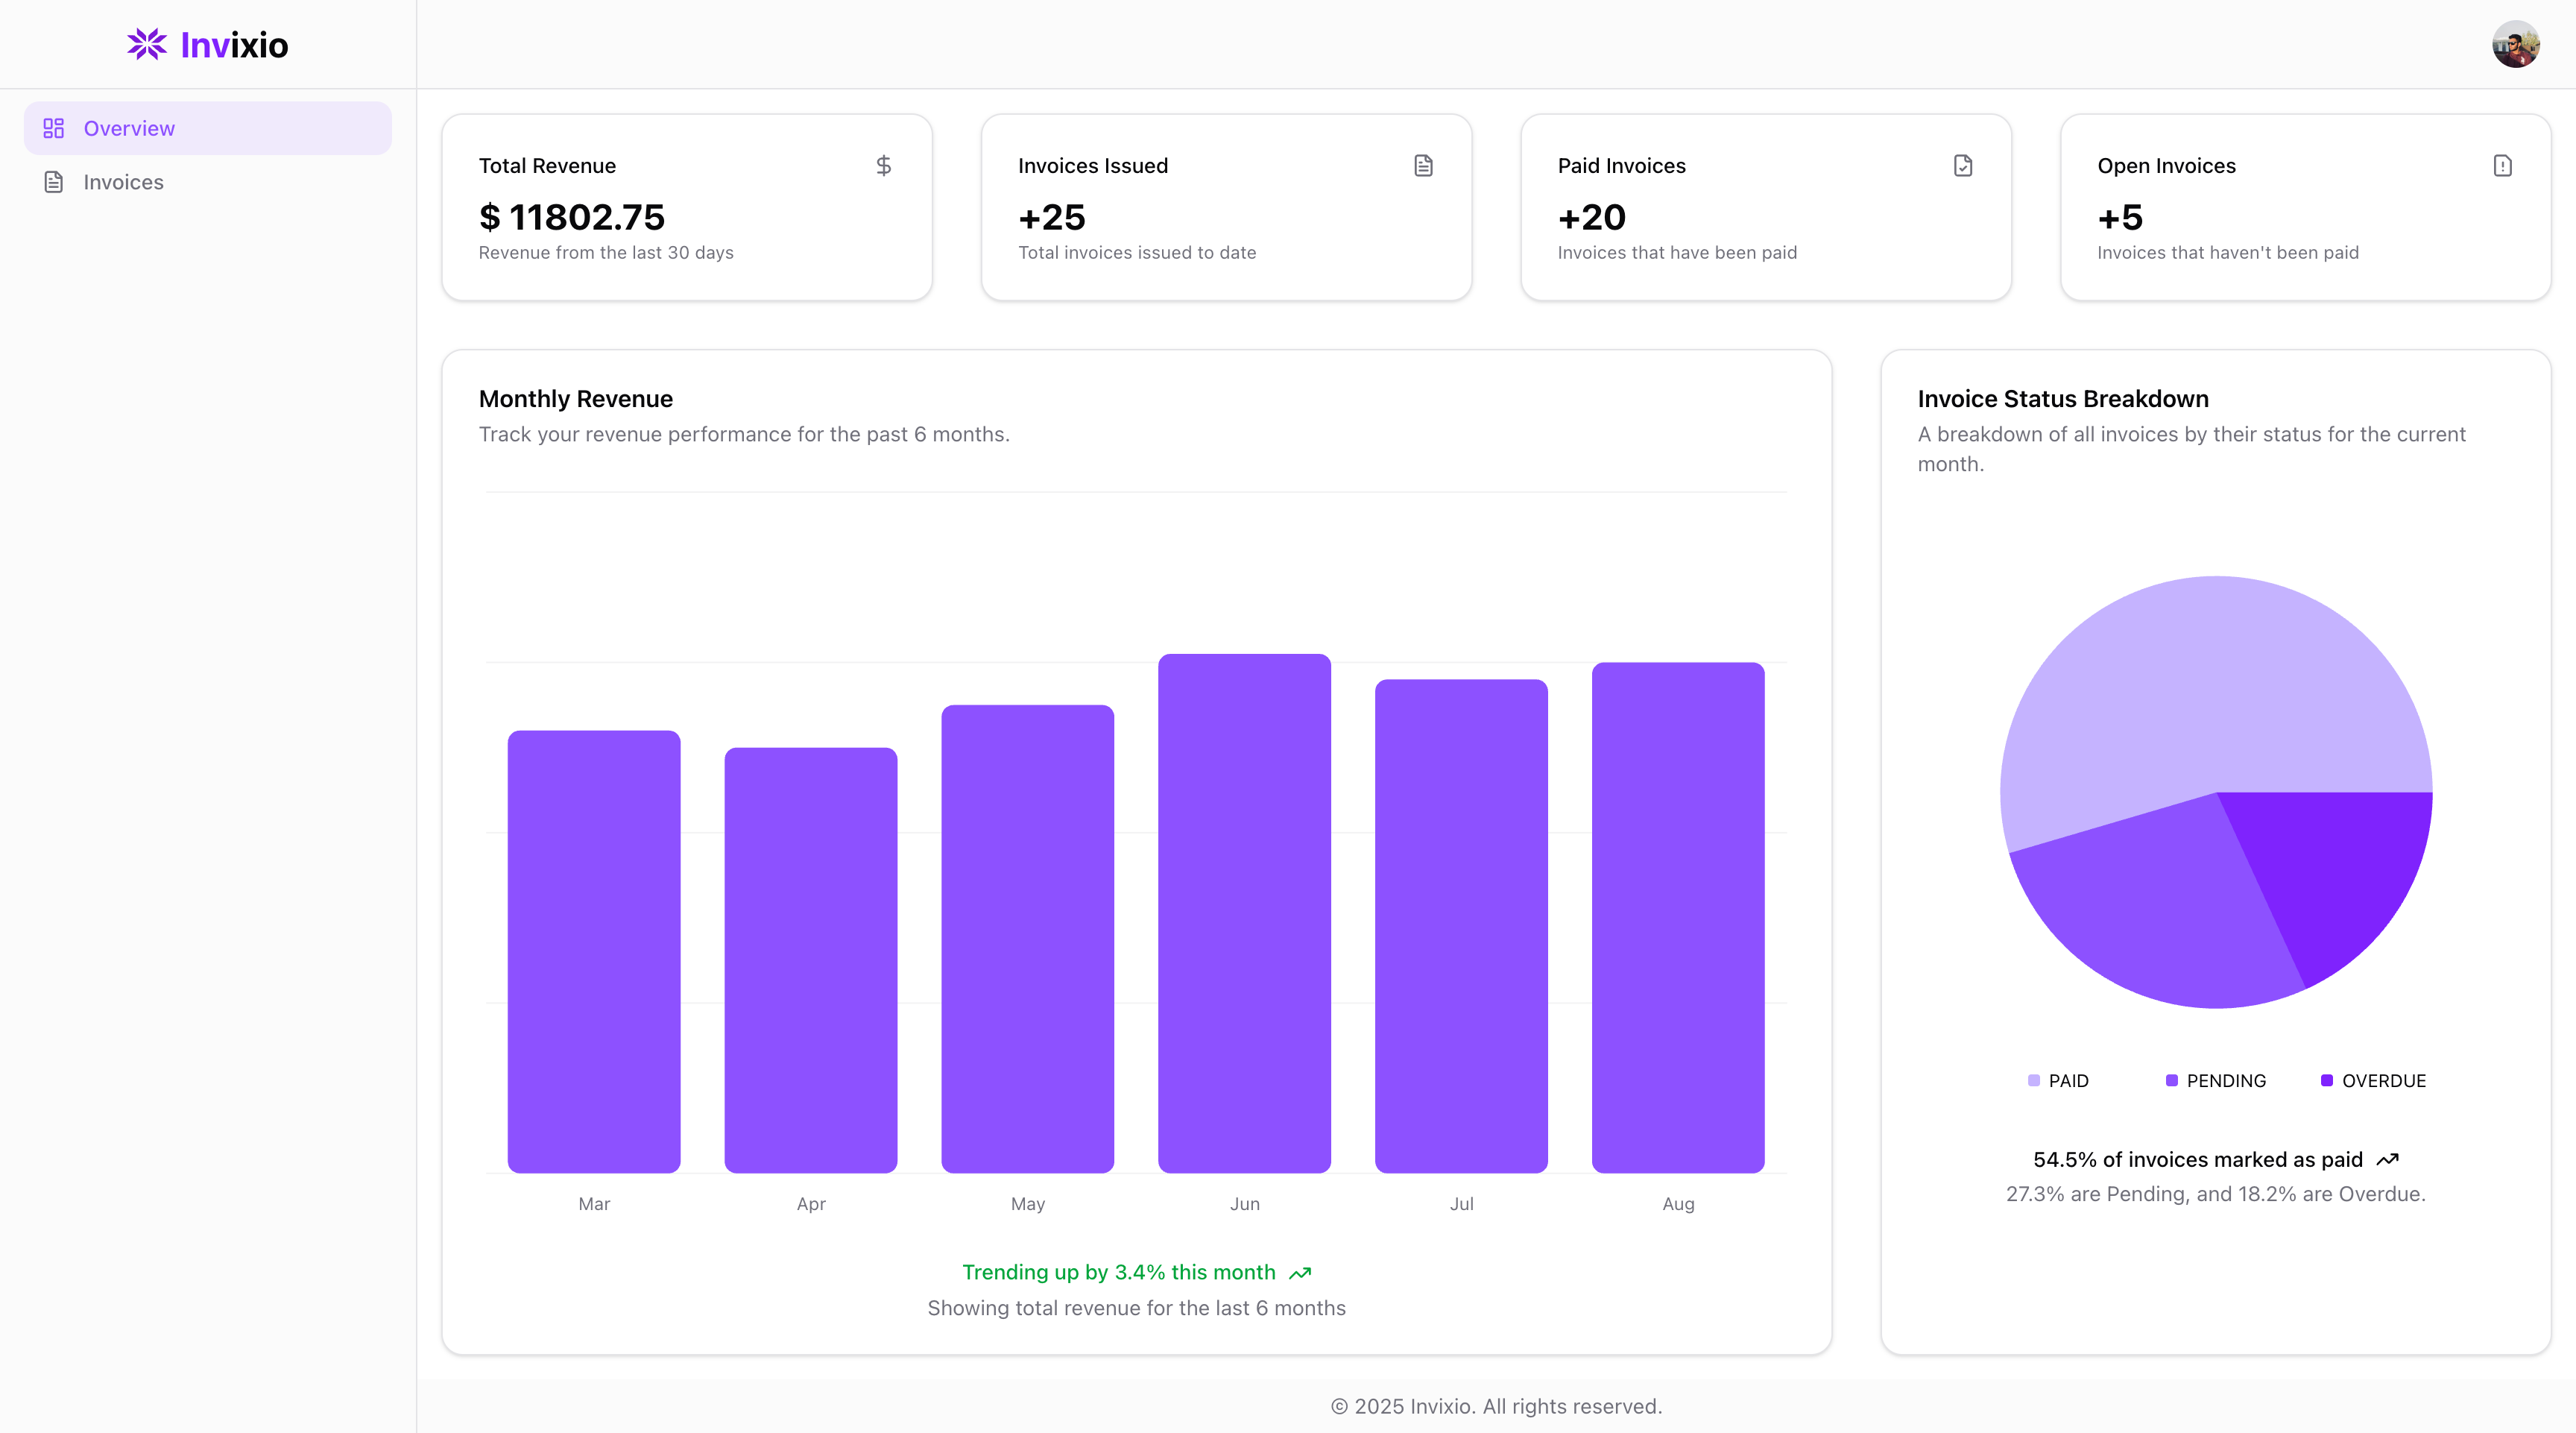 Invixio
Overview
Invoices
Total Revenue
$ 11802.75
Revenue from the last 30 days
Invoices Issued
+25
Total invoices issued to date
Paid Invoices
+20
Invoices that have been paid
Open Invoices
+5
Invoices that haven't been paid
Monthly Revenue
Track your revenue performance for the past 6 months.
Mar
Apr
May
Jun
Jul
Aug
Trending up by 3.4% this month
Showing total revenue for the last 6 months
Invoice Status Breakdown
A breakdown of all invoices by their status for the current
month.
PAID
PENDING
OVERDUE
54.5% of invoices marked as paid
27.3% are Pending, and 18.2% are Overdue.
© 2025 Invixio. All rights reserved.